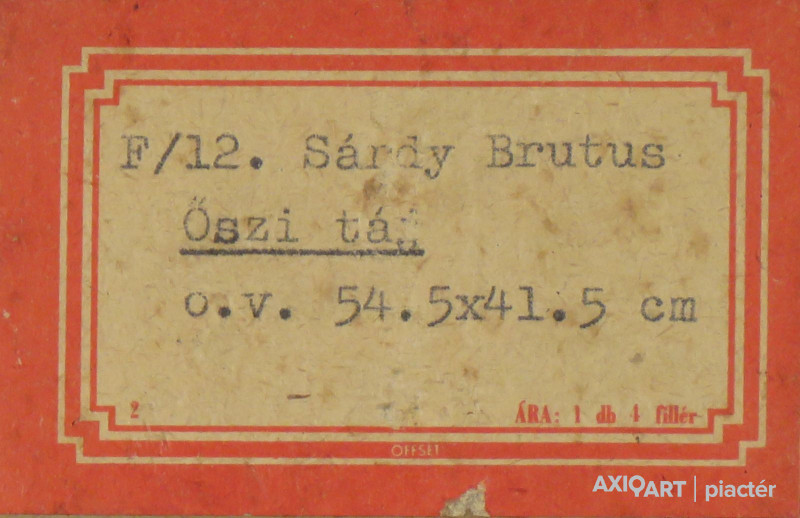 F/12. Sárdy Brutus
Őszi táj
o.v. 54.5x41.5 cm
2
ÁRA: 1 db 4 fillér
OFFSET
AXIOART | piactér